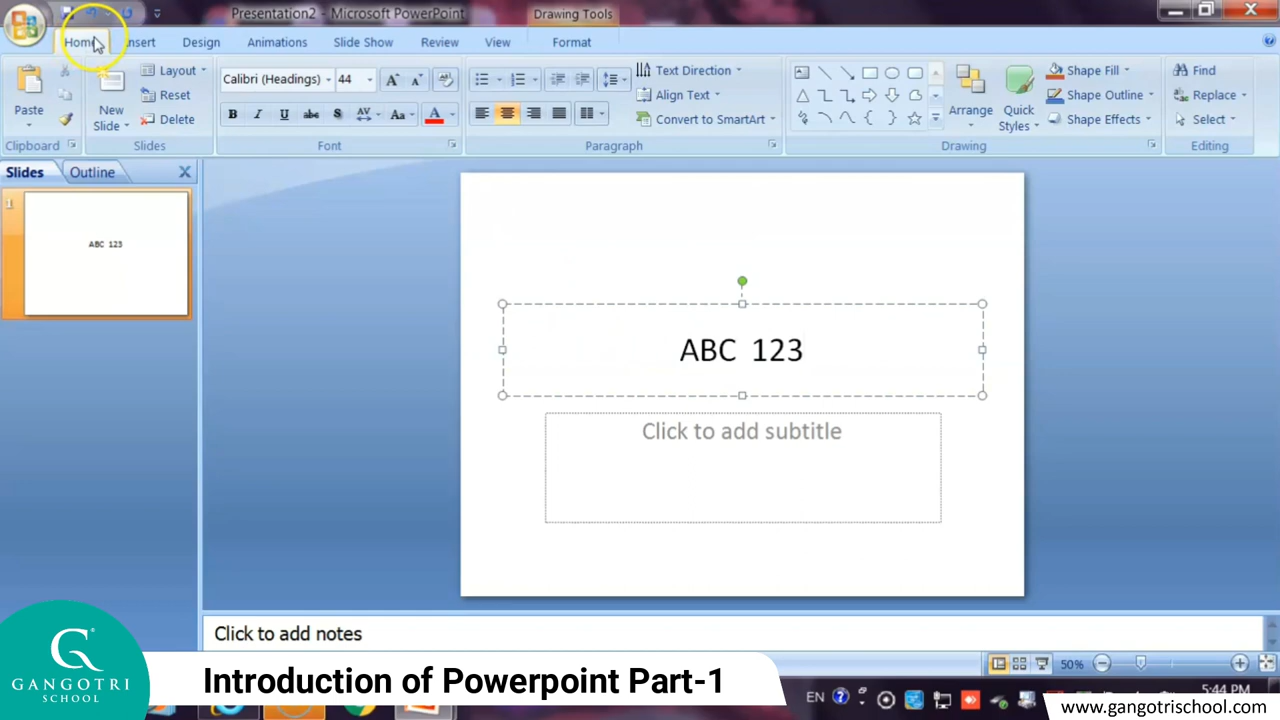 Presentation2 - Microsoft PowerPoint
Drawing Tools
Home Insert Design Animations Slide Show Review View Format
Paste
Clipboard
New Slide
Layout
Reset
Delete
Slides
Calibri (Headings) 44
B I U abc S AV Aa A
Font
Text Direction
Align Text
Convert to SmartArt
Paragraph
Arrange
Quick Styles
Shape Fill
Shape Outline
Shape Effects
Drawing
Find
Replace
Select
Editing
Slides Outline
1
ABC 123
ABC 123
Click to add subtitle
Click to add notes
50%
G GANGOTRI
SCHOOL
Introduction of Powerpoint Part-1
EN
5:44 PM
www.gangotrischool.com